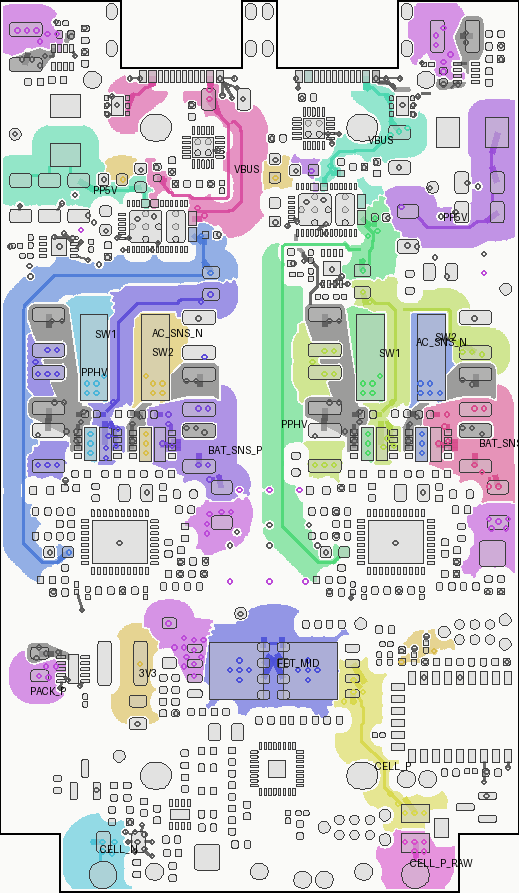 VBUS
VBUS
PP5V
PP5V
SW1
AC_SNS_N
SW2
PPHV
SW2
AC_SNS_N
SW1
PPHV
BAT_SNS_P
BAT_SNS
FET_MID
3V3
PACK_
CELL_P
CELL_N
CELL_P_RAW